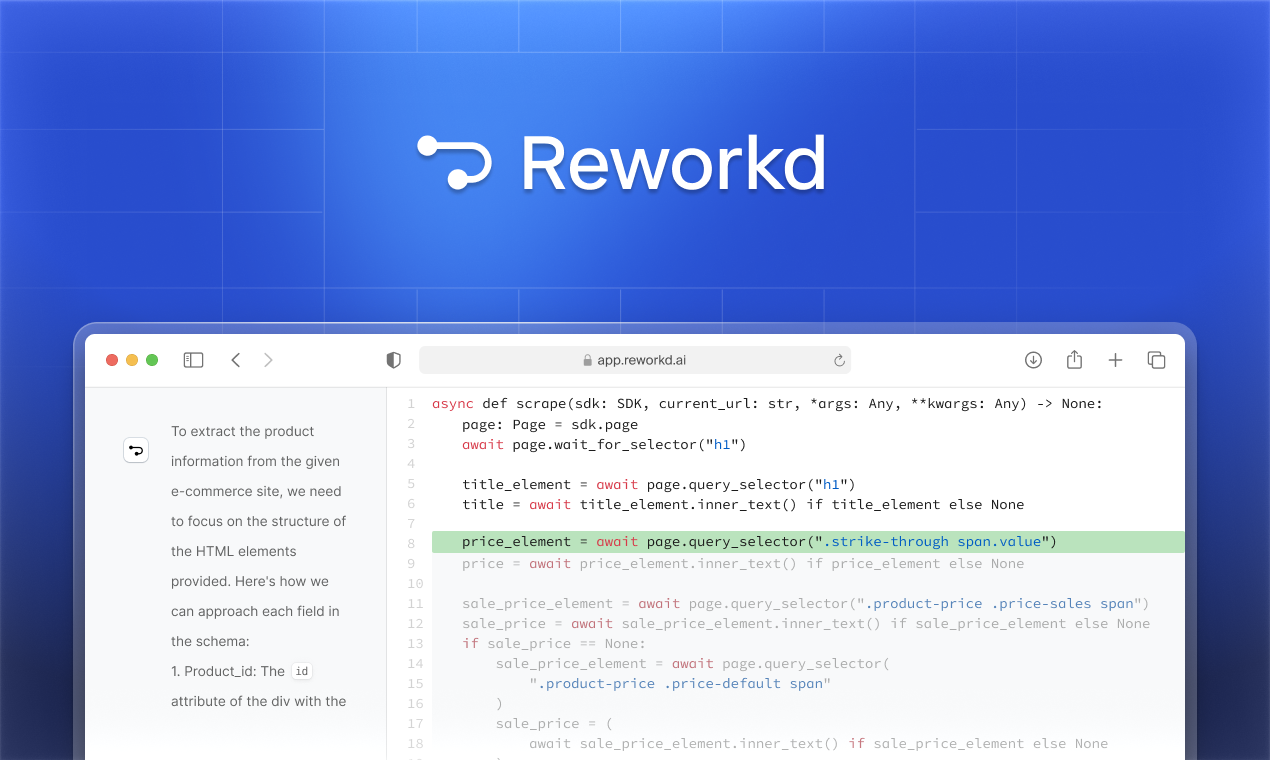 Reworkd
app.reworkd.ai
To extract the product
information from the given
e-commerce site, we need
to focus on the structure of
the HTML elements
provided. Here's how we
can approach each field in
the schema:
1. Product_id: The id
attribute of the div with the
1 async def scrape(sdk: SDK, current_url: str, *args: Any, **kwargs: Any) -> None:
2 page: Page = sdk.page
3 await page.wait_for_selector("h1")
4
5 title_element = await page.query_selector("h1")
6 title = await title_element.inner_text() if title_element else None
7
8 price_element = await page.query_selector(".strike-through span.value")
9 price = await price_element.inner_text() if price_element else None
10
11 sale_price_element = await page.query_selector(".product-price .price-sales span")
12 sale_price = await sale_price_element.inner_text() if sale_price_element else None
13 if sale_price == None:
14 sale_price_element = await page.query_selector(
15 ".product-price .price-default span"
16 )
17 sale_price = (
18 await sale_price_element.inner_text() if sale_price_element else None